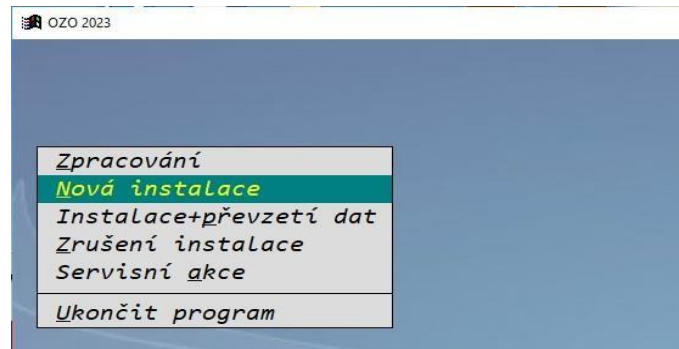 OZO 2023
Zpracování
Nová instalace
Instalace+převzetí dat
Zrušení instalace
Servisní akce
Ukončit program